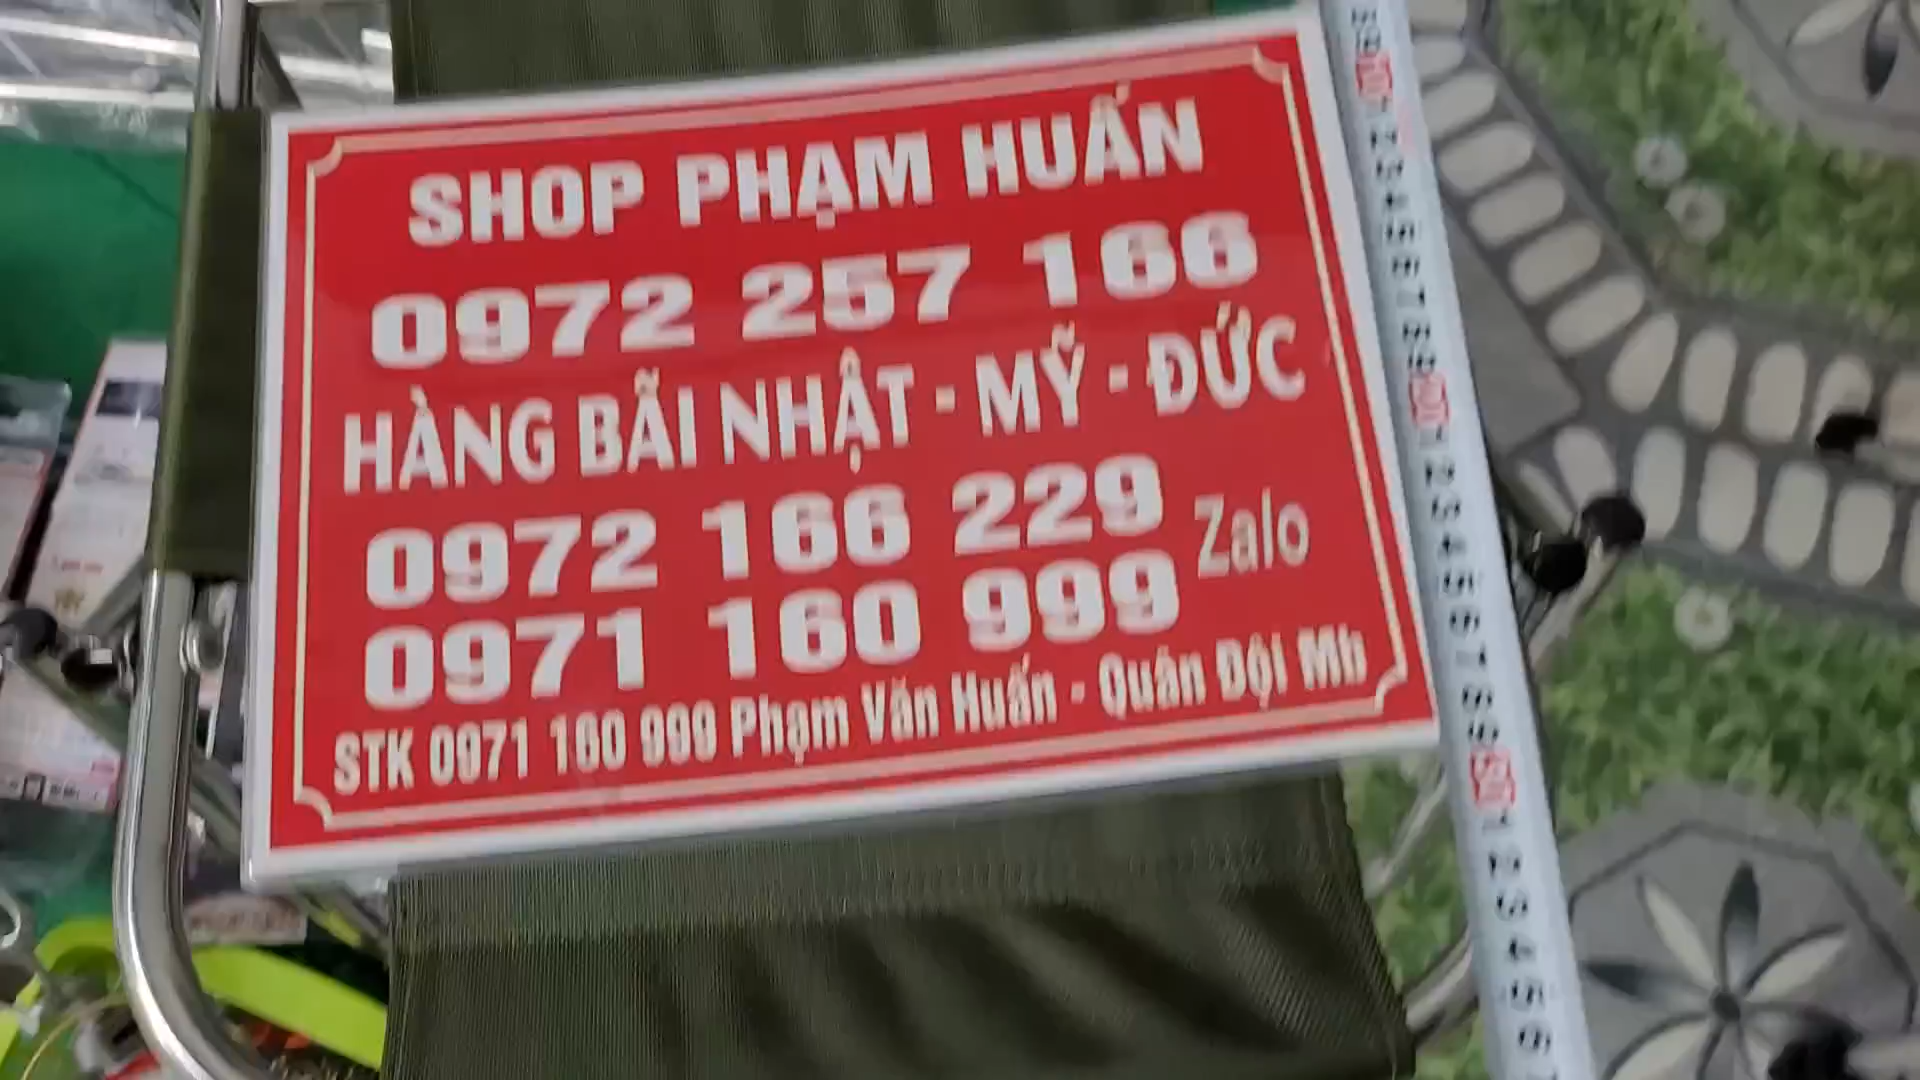 SHOP PHẠM HUẤN
0972 257 166
HÀNG BÃI NHẬT - MỸ - ĐỨC
0972 166 229
0971 160 999 Zalo
STK 0971 160 999 Phạm Văn Huấn - Quân Đội Mb